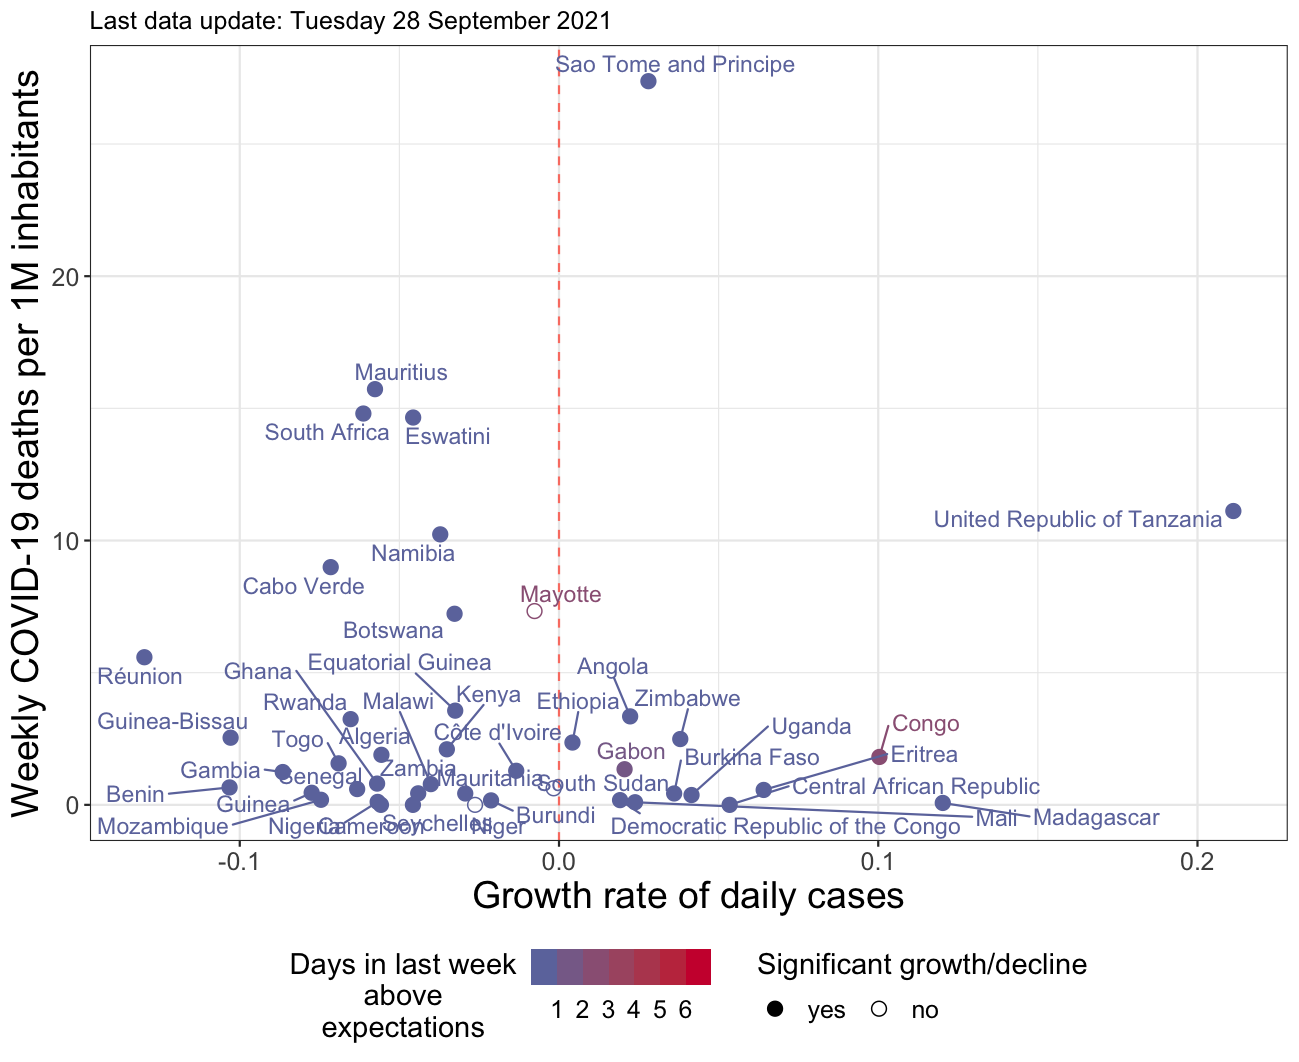 Last data update: Tuesday 28 September 2021
Weekly COVID-19 deaths per 1M inhabitants
20
10
0
Sao Tome and Principe
Mauritius
South Africa
Eswatini
United Republic of Tanzania
Namibia
Cabo Verde
Mayotte
Botswana
Réunion
Ghana
Equatorial Guinea
Angola
Rwanda
Malawi
Kenya
Ethiopia
Zimbabwe
Guinea-Bissau
Togo
Algeria
Côte d'Ivoire
Uganda
Congo
Gambia
Senegal
Zambia
Mauritania
Gabon
South Sudan
Burkina Faso
Eritrea
Benin
Guinea
Central African Republic
Mozambique
Nigeria
Cameroon
Seychelles
Niger
Burundi
Democratic Republic of the Congo
Mali
Madagascar
-0.1
0.0
0.1
0.2
Growth rate of daily cases
Days in last week
above
expectations
1 2 3 4 5 6
Significant growth/decline
yes
no